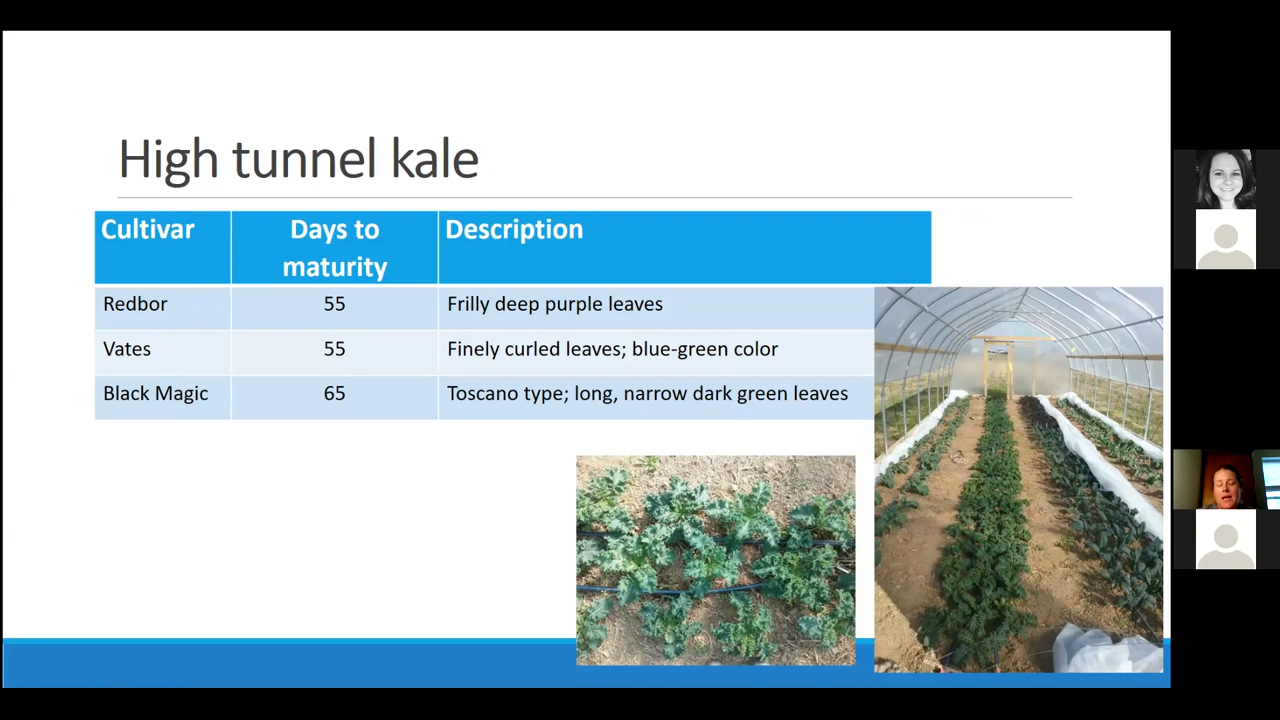 High tunnel kale
Cultivar Days to Description
maturity
Redbor 55 Frilly deep purple leaves
Vates 55 Finely curled leaves; blue-green color
Black Magic 65 Toscano type; long, narrow dark green leaves